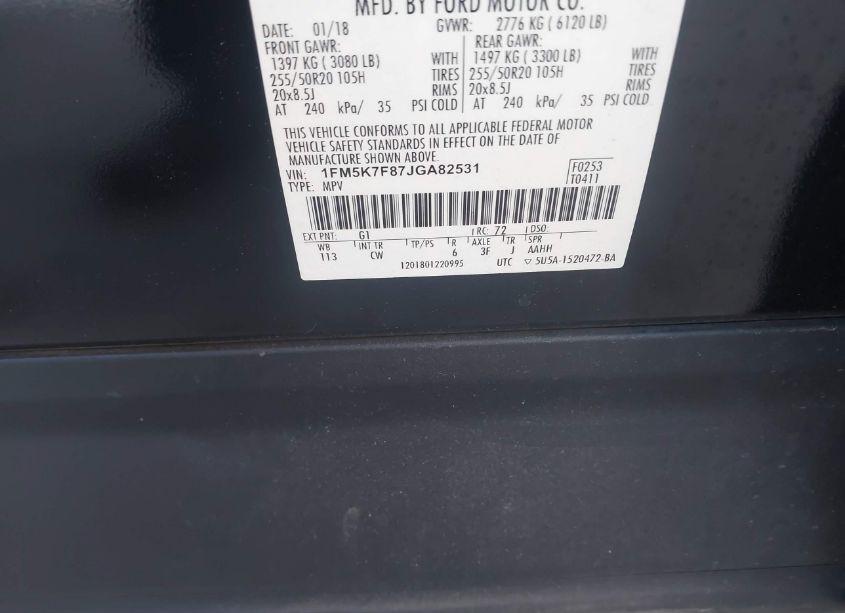 MFD. BY FORD MOTOR CO.
DATE: 01/18 GVWR: 2776 KG ( 6120 LB)
FRONT GAWR: REAR GAWR:
1397 KG ( 3080 LB) WITH 1497 KG ( 3300 LB) WITH
255/50R20 105H TIRES 255/50R20 105H TIRES
20x8.5J RIMS 20x8.5J RIMS
AT 240 kPa/ 35 PSI COLD AT 240 kPa/ 35 PSI COLD
THIS VEHICLE CONFORMS TO ALL APPLICABLE FEDERAL MOTOR
VEHICLE SAFETY STANDARDS IN EFFECT ON THE DATE OF
MANUFACTURE SHOWN ABOVE.
VIN: 1FM5K7F87JGA82531 F0253
TYPE: MPV T0411
EXT PNT: G1 RC: 72 DSO:
WB INT TR TP/PS R AXLE TR SPR
113 CW 6 3F J AAHH
1201801220995 UTC ▽ 5U5A-1520472-BA